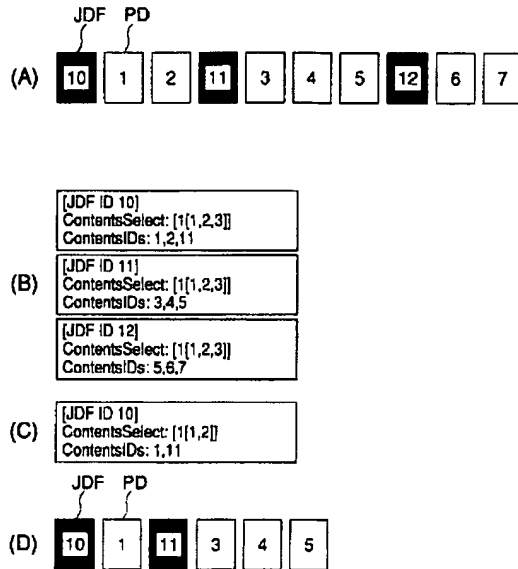 JDF PD
(A) 10 1 2 11 3 4 5 12 6 7
[JDF ID 10]
ContentsSelect: [1[1,2,3]]
ContentsIDs: 1,2,11
(B) [JDF ID 11]
ContentsSelect: [1[1,2,3]]
ContentsIDs: 3,4,5
[JDF ID 12]
ContentsSelect: [1[1,2,3]]
ContentsIDs: 5,6,7
(C) [JDF ID 10]
ContentsSelect: [1[1,2]]
ContentsIDs: 1,11
JDF PD
(D) 10 1 11 3 4 5